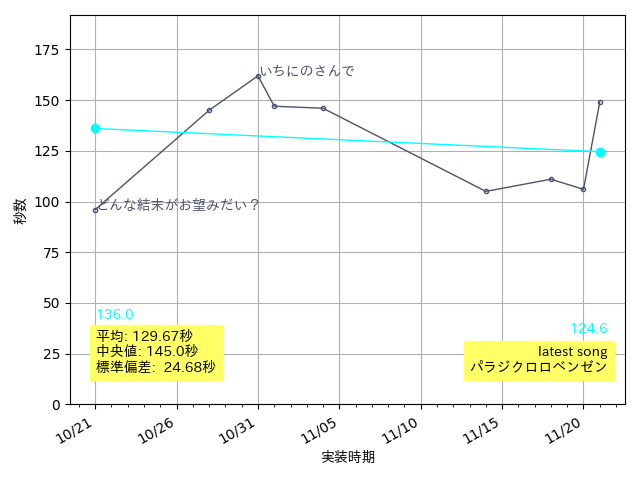 175
150
125
100
75
50
25
0
秒数
いちにのさんで
どんな結末がお望みだい？
136.0
平均: 129.67秒
中央値: 145.0秒
標準偏差: 24.68秒
124.6
latest song
パラジクロロベンゼン
10/21
10/26
10/31
11/05
11/10
11/15
11/20
実装時期